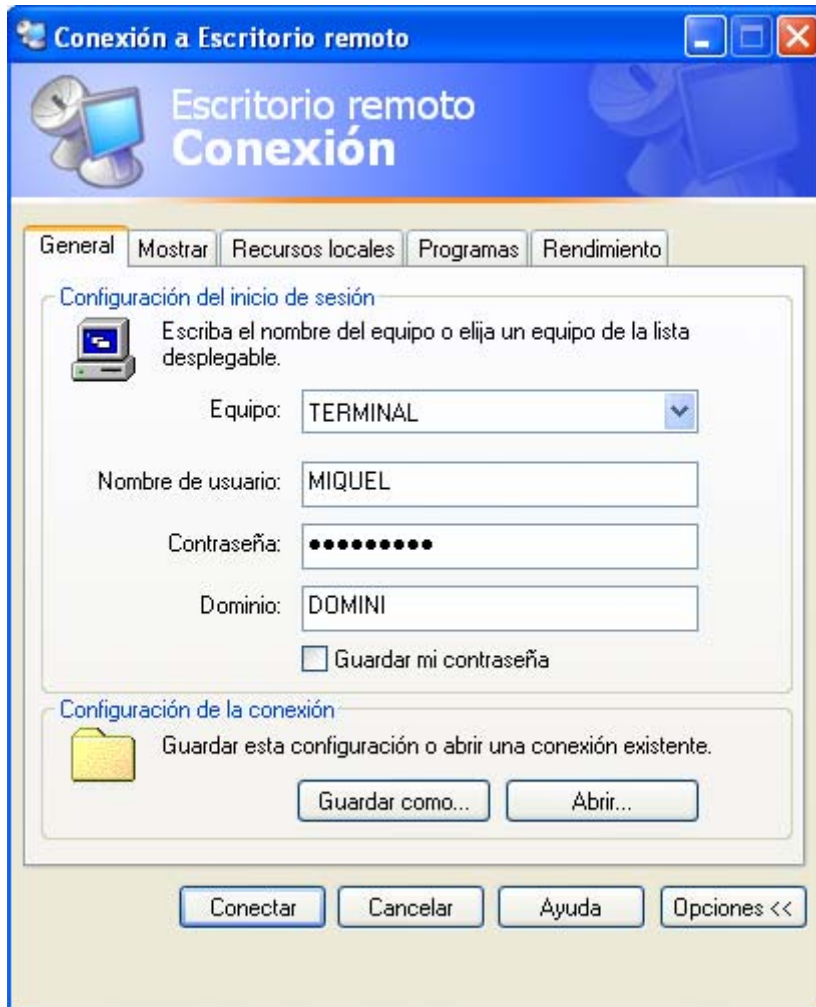 Conexión a Escritorio remoto
Escritorio remoto
Conexión
General Mostrar Recursos locales Programas Rendimiento
Configuración del inicio de sesión
Escriba el nombre del equipo o elija un equipo de la lista
desplegable.
Equipo: TERMINAL
Nombre de usuario: MIQUEL
Contraseña: •••••••••
Dominio: DOMINI
Guardar mi contraseña
Configuración de la conexión
Guardar esta configuración o abrir una conexión existente.
Guardar como... Abrir...
Conectar Cancelar Ayuda Opciones <<